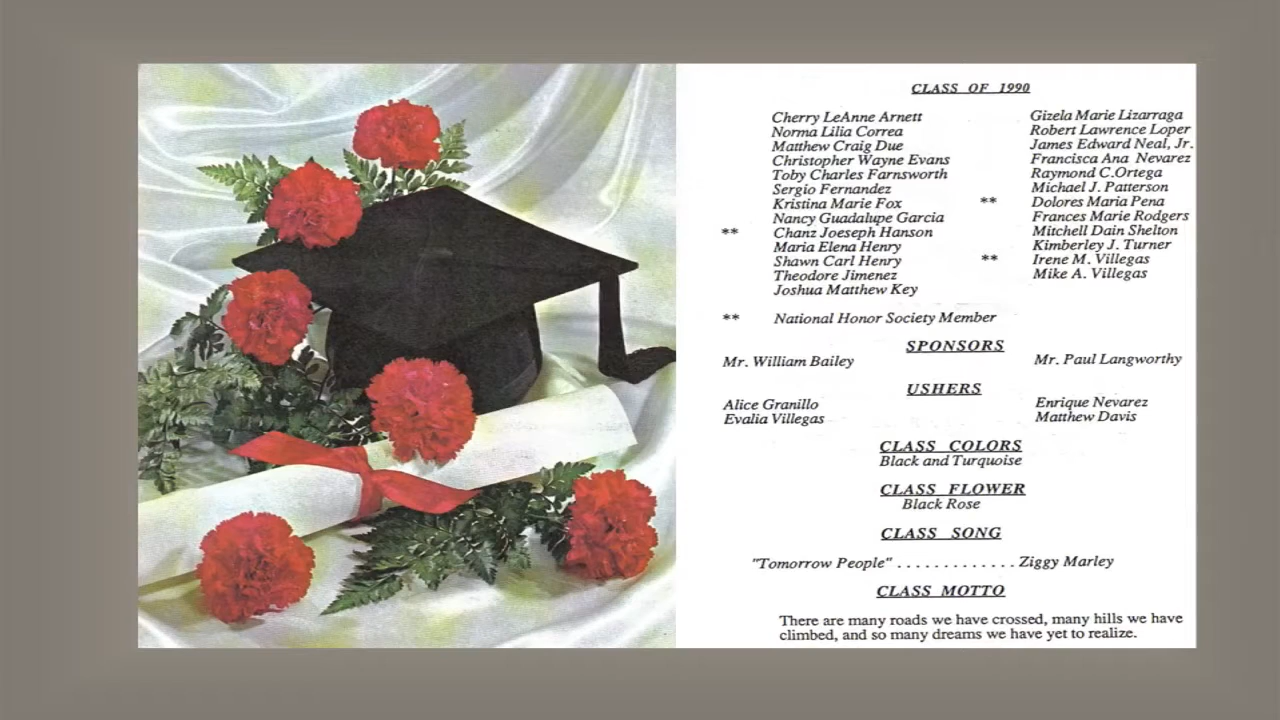 CLASS OF 1990
Cherry LeAnne Arnett
Norma Lilia Correa
Matthew Craig Due
Christopher Wayne Evans
Toby Charles Farnsworth
Sergio Fernandez
Kristina Marie Fox
Nancy Guadalupe Garcia
** Chanz Joeseph Hanson
Maria Elena Henry
Shawn Carl Henry
Theodore Jimenez
Joshua Matthew Key
Gizela Marie Lizarraga
Robert Lawrence Loper
James Edward Neal, Jr.
Francisca Ana Nevarez
Raymond C.Ortega
Michael J. Patterson
** Dolores Maria Pena
Frances Marie Rodgers
Mitchell Dain Shelton
Kimberley J. Turner
** Irene M. Villegas
Mike A. Villegas
** National Honor Society Member
SPONSORS
Mr. William Bailey Mr. Paul Langworthy
USHERS
Alice Granillo Enrique Nevarez
Evalia Villegas Matthew Davis
CLASS COLORS
Black and Turquoise
CLASS FLOWER
Black Rose
CLASS SONG
"Tomorrow People" . . . . . . . . . . . . . Ziggy Marley
CLASS MOTTO
There are many roads we have crossed, many hills we have
climbed, and so many dreams we have yet to realize.